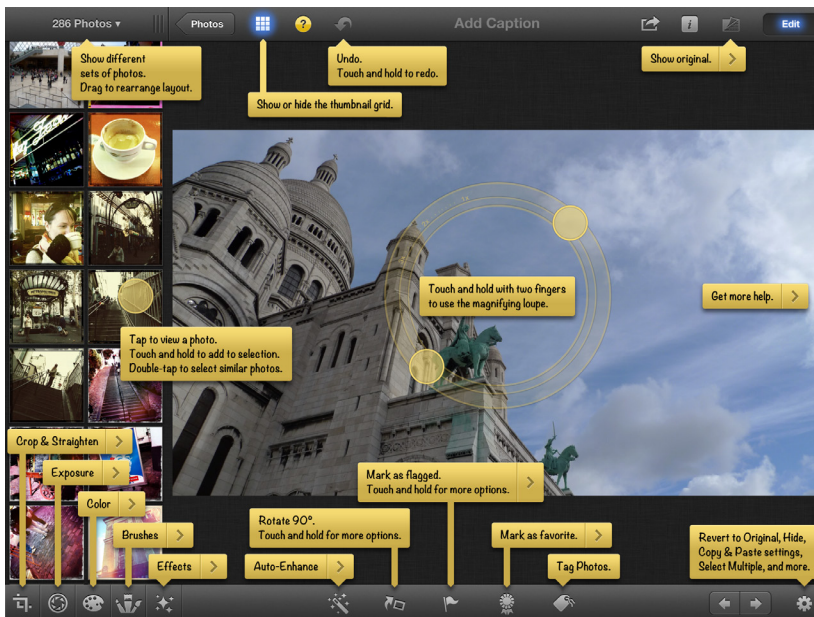 286 Photos ▾
Photos
?
Add Caption
i
Edit
Show different
sets of photos.
Drag to rearrange layout.
Undo.
Touch and hold to redo.
Show original.
Show or hide the thumbnail grid.
Touch and hold with two fingers
to use the magnifying loupe.
Get more help.
Tap to view a photo.
Touch and hold to add to selection.
Double-tap to select similar photos.
Crop & Straighten
Exposure
Color
Brushes
Effects
Mark as flagged.
Touch and hold for more options.
Rotate 90°.
Touch and hold for more options.
Auto-Enhance
Mark as favorite.
Tag Photos.
Revert to Original, Hide,
Copy & Paste settings,
Select Multiple, and more.